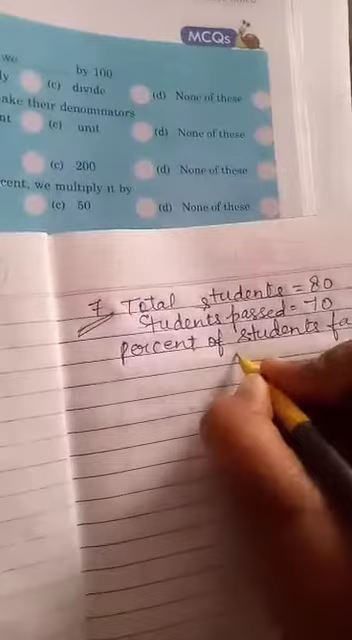 MCQs
we by 100
(c) divide (d) None of these
ake their denominators
(c) unit (d) None of these
(c) 200 (d) None of these
cent, we multiply it by
(c) 50 (d) None of these
7 Total students = 80
Students passed = 70
percent of students fa